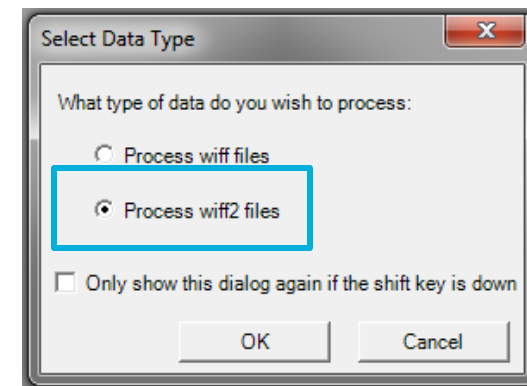 Select Data Type
What type of data do you wish to process:
Process wiff files
Process wiff2 files
Only show this dialog again if the shift key is down
OK
Cancel